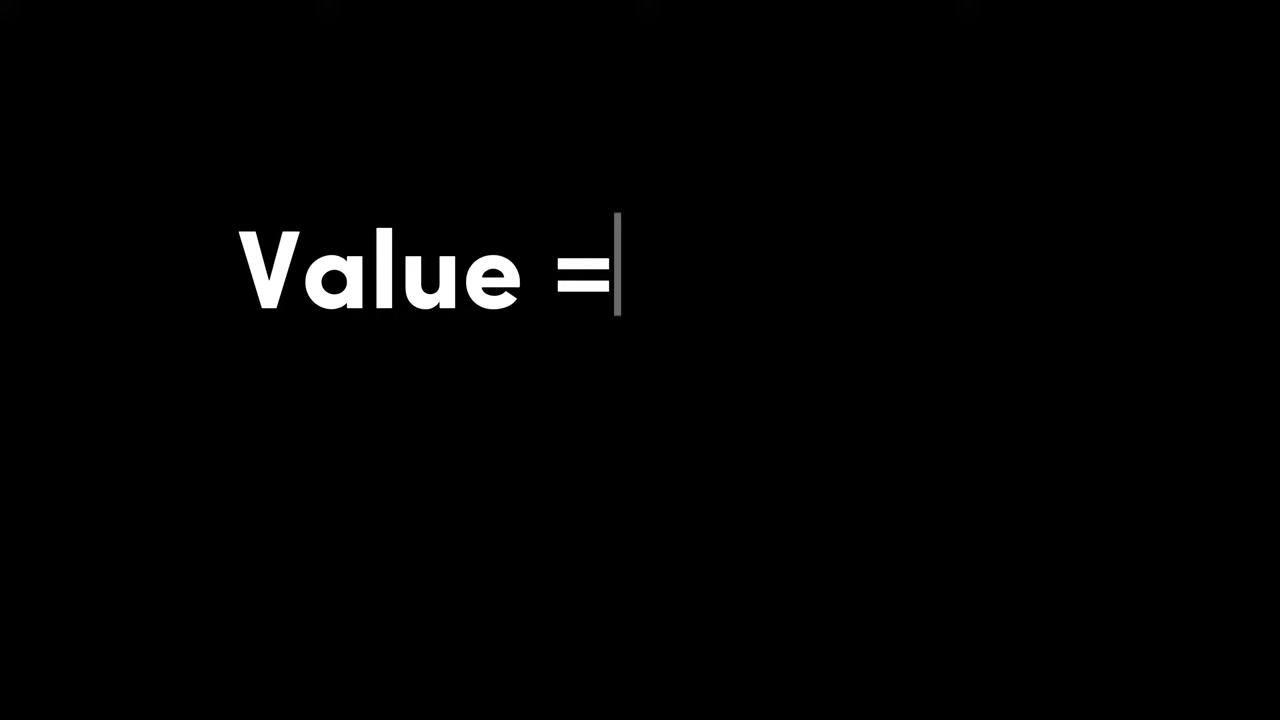 Value =